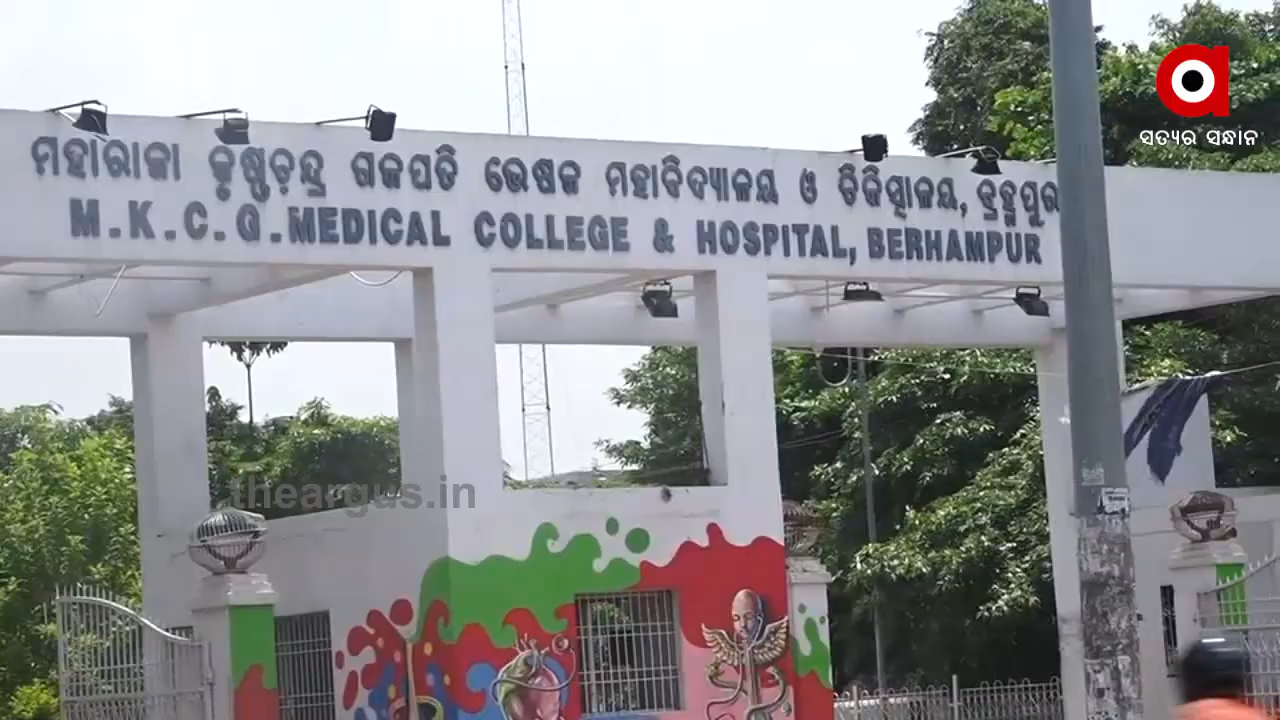 ସତ୍ୟର ସନ୍ଧାନ
ମହାରାଜା କୃଷ୍ଣଚନ୍ଦ୍ର ଗଜପତି ଭେଷଜ ମହାବିଦ୍ୟାଳୟ ଓ ଚିକିତ୍ସାଳୟ, ବ୍ରହ୍ମପୁର
M.K.C.G.MEDICAL COLLEGE & HOSPITAL, BERHAMPUR
theargus.in